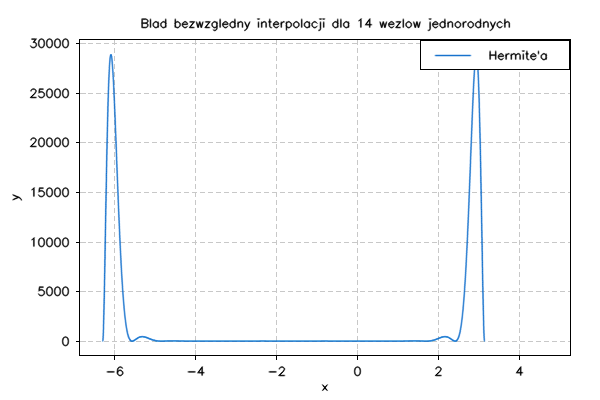 Blad bezwzgledny interpolacji dla 14 wezlow jednorodnych
Hermite'a
30000
25000
20000
15000
10000
5000
0
y
−6 −4 −2 0 2 4
x